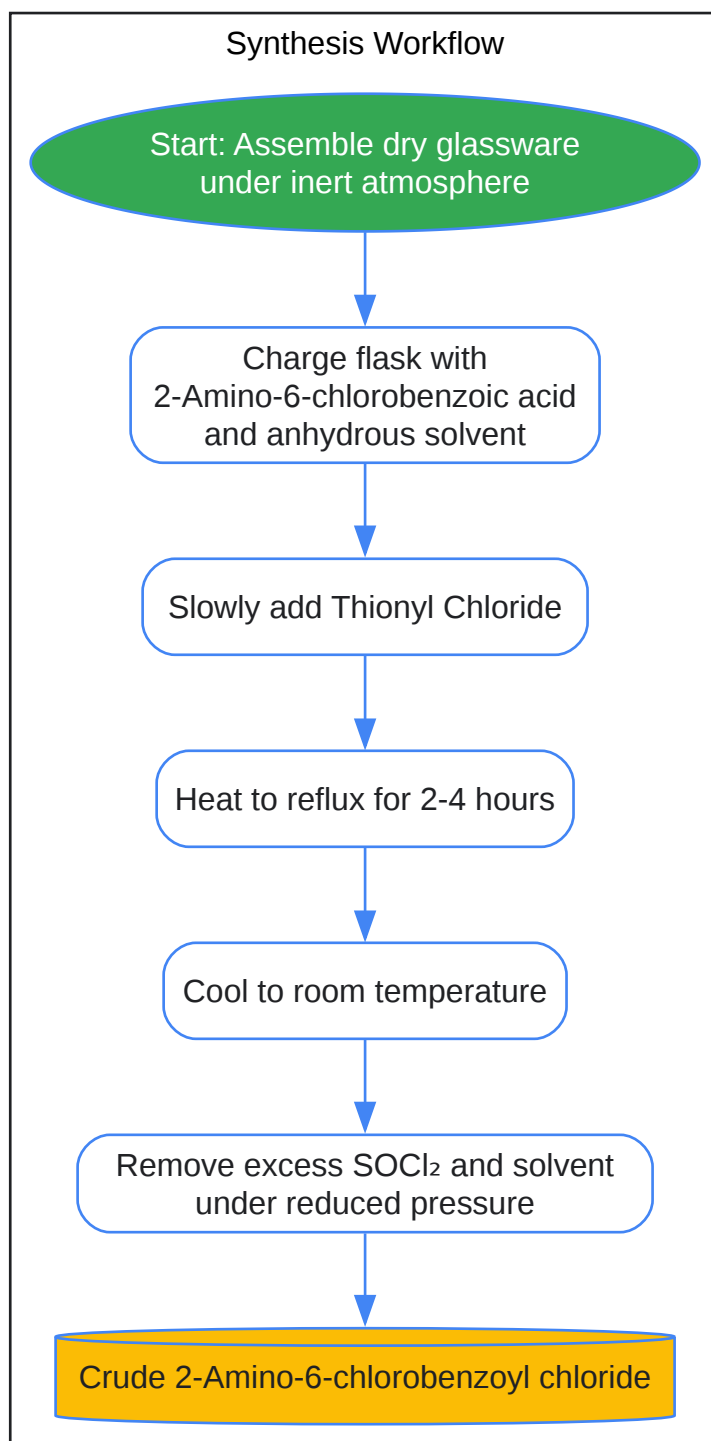 Synthesis Workflow
Start: Assemble dry glassware
under inert atmosphere
Charge flask with
2-Amino-6-chlorobenzoic acid
and anhydrous solvent
Slowly add Thionyl Chloride
Heat to reflux for 2-4 hours
Cool to room temperature
Remove excess SOCl₂ and solvent
under reduced pressure
Crude 2-Amino-6-chlorobenzoyl chloride